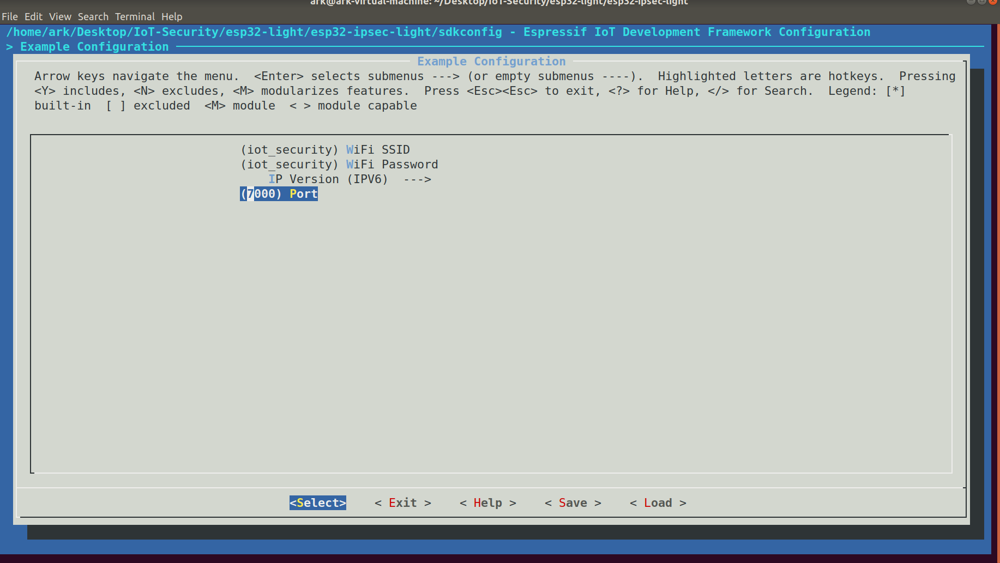 ark@ark-virtual-machine: ~/Desktop/IoT-Security/esp32-light/esp32-ipsec-light
File Edit View Search Terminal Help
/home/ark/Desktop/IoT-Security/esp32-light/esp32-ipsec-light/sdkconfig - Espressif IoT Development Framework Configuration
> Example Configuration
Example Configuration
Arrow keys navigate the menu.  <Enter> selects submenus ---> (or empty submenus ----).  Highlighted letters are hotkeys.  Pressing
<Y> includes, <N> excludes, <M> modularizes features.  Press <Esc><Esc> to exit, <?> for Help, </> for Search.  Legend: [*]
built-in  [ ] excluded  <M> module  < > module capable
(iot_security) WiFi SSID
(iot_security) WiFi Password
IP Version (IPV6)  --->
(7000) Port
<Select>    < Exit >    < Help >    < Save >    < Load >